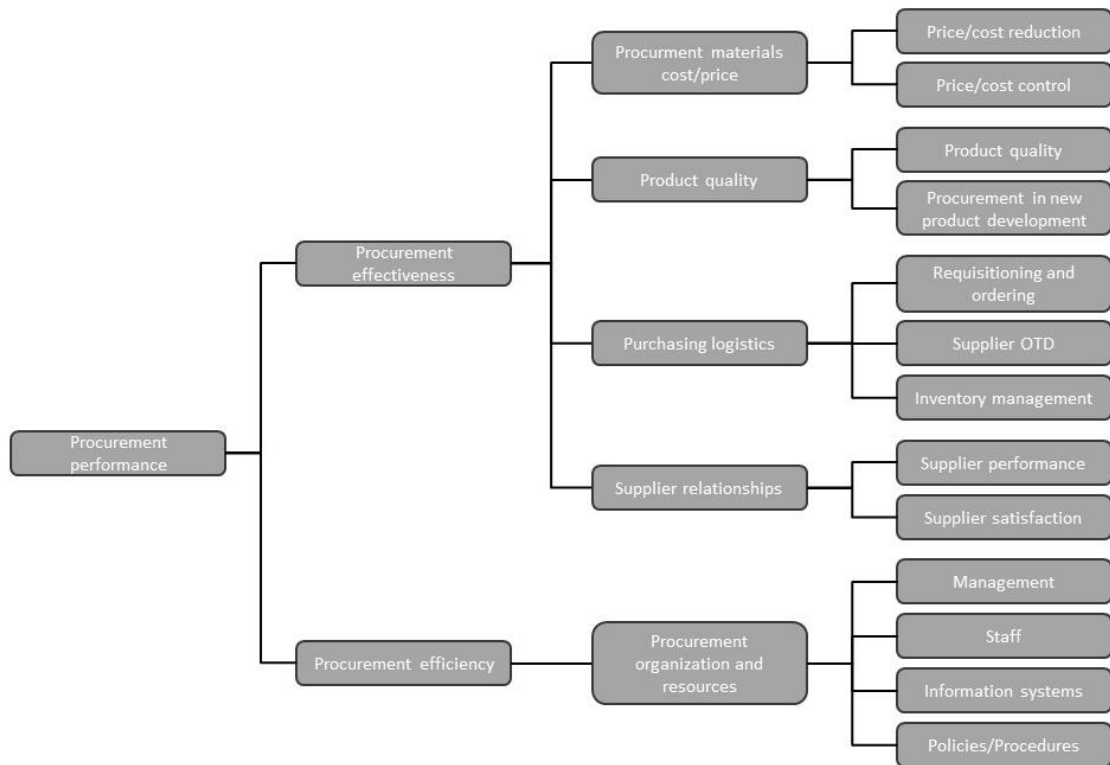 Procurment materials
cost/price
Price/cost reduction
Price/cost control
Product quality
Product quality
Procurement in new
product development
Procurement
effectiveness
Requisitioning and
ordering
Purchasing logistics
Supplier OTD
Inventory management
Procurement
performance
Supplier relationships
Supplier performance
Supplier satisfaction
Procurement efficiency
Procurement
organization and
resources
Management
Staff
Information systems
Policies/Procedures